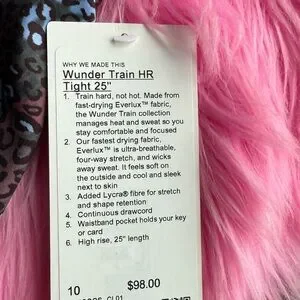 WHY WE MADE THIS
Wunder Train HR
Tight 25"
1. Train hard, not hot. Made from
fast-drying Everlux™ fabric,
the Wunder Train collection
manages heat and sweat so you
stay comfortable and focused
2. Our fastest drying fabric,
Everlux™ is ultra-breathable,
four-way stretch, and wicks
away sweat. It feels soft on
the outside and cool and sleek
next to skin
3. Added Lycra® fibre for stretch
and shape retention
4. Continuous drawcord
5. Waistband pocket holds your key
or card
6. High rise, 25" length
10 $98.00